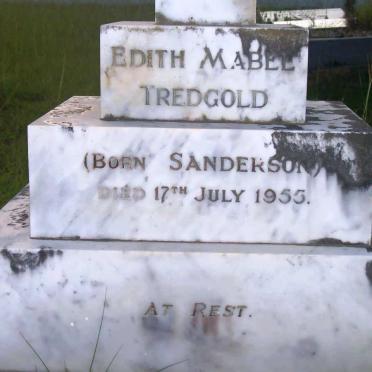 EDITH MABEL
TREDGOLD
(BORN SANDERSON)
DIED 17TH JULY 1955.
AT REST.